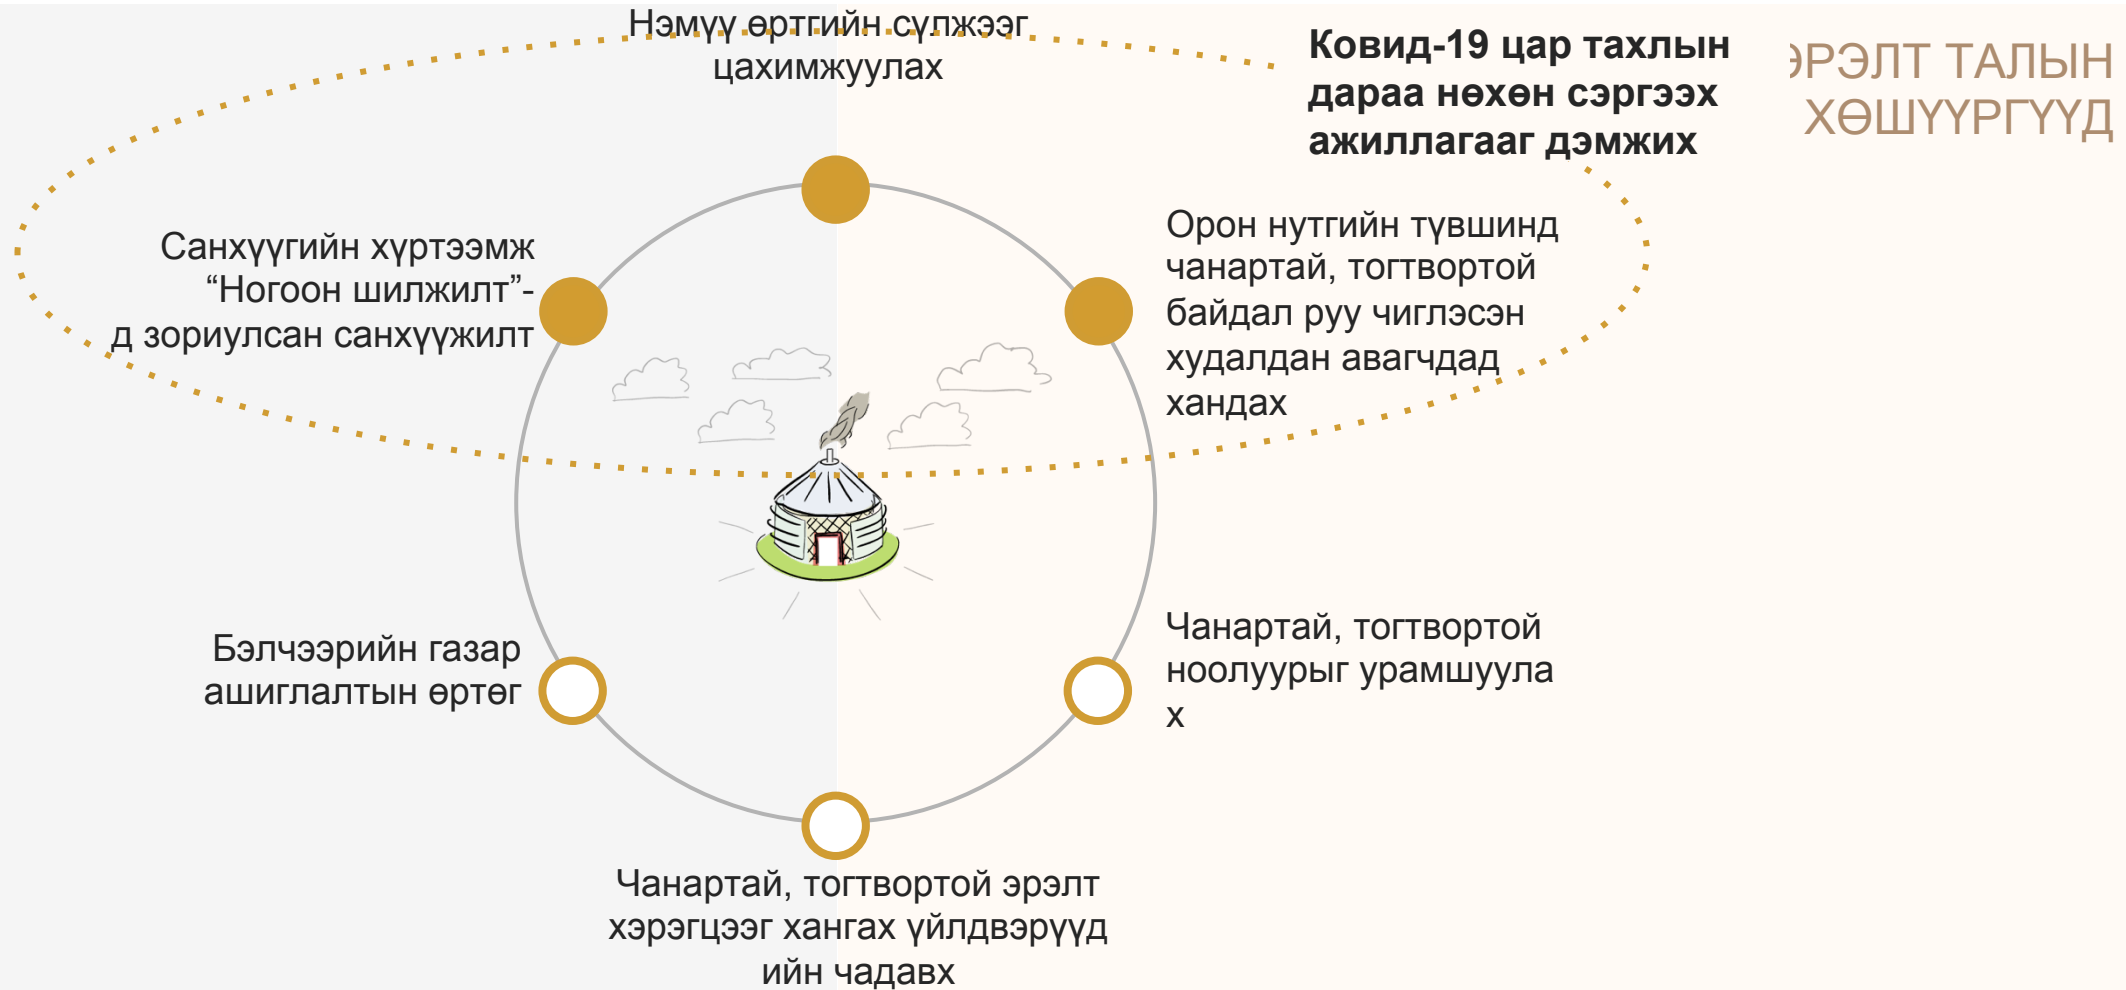 Нэмүү өртгийн сүлжээг
цахимжуулах
Ковид-19 цар тахлын
дараа нөхөн сэргээх
ажиллагааг дэмжих
ЭРЭЛТ ТАЛЫН
ХӨШҮҮРГҮҮД
Санхүүгийн хүртээмж
“Ногоон шилжилт”-
д зориулсан санхүүжилт
Орон нутгийн түвшинд
чанартай, тогтвортой
байдал руу чиглэсэн
худалдан авагчдад
хандах
Бэлчээрийн газар
ашиглалтын өртөг
Чанартай, тогтвортой
ноолуурыг урамшуула
х
Чанартай, тогтвортой эрэлт
хэрэгцээг хангах үйлдвэрүүд
ийн чадавх